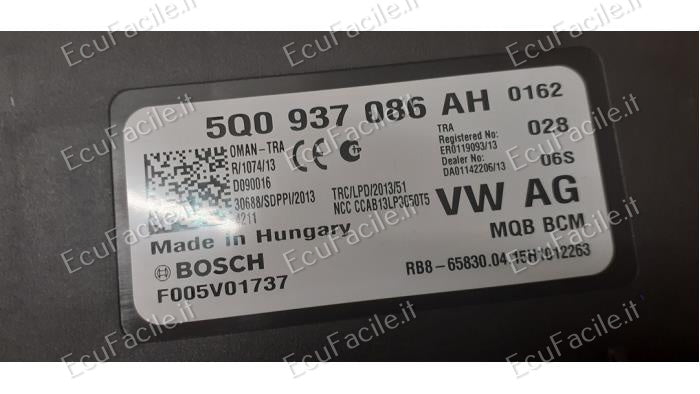 5Q0 937 086 AH 0162
OMAN-TRA
R/1074/13
D090016
30688/SDPPI/2013
4211
TRC/LPD/2013/51
NCC CCAB13LP3C50T5
TRA
Registered No:
ER0119093/13
Dealer No:
DA01142206/13
028
06S
VW AG
MQB BCM
Made in Hungary
BOSCH
F005V01737
RB8-65830.04 15H1012263
EcuFacile.it